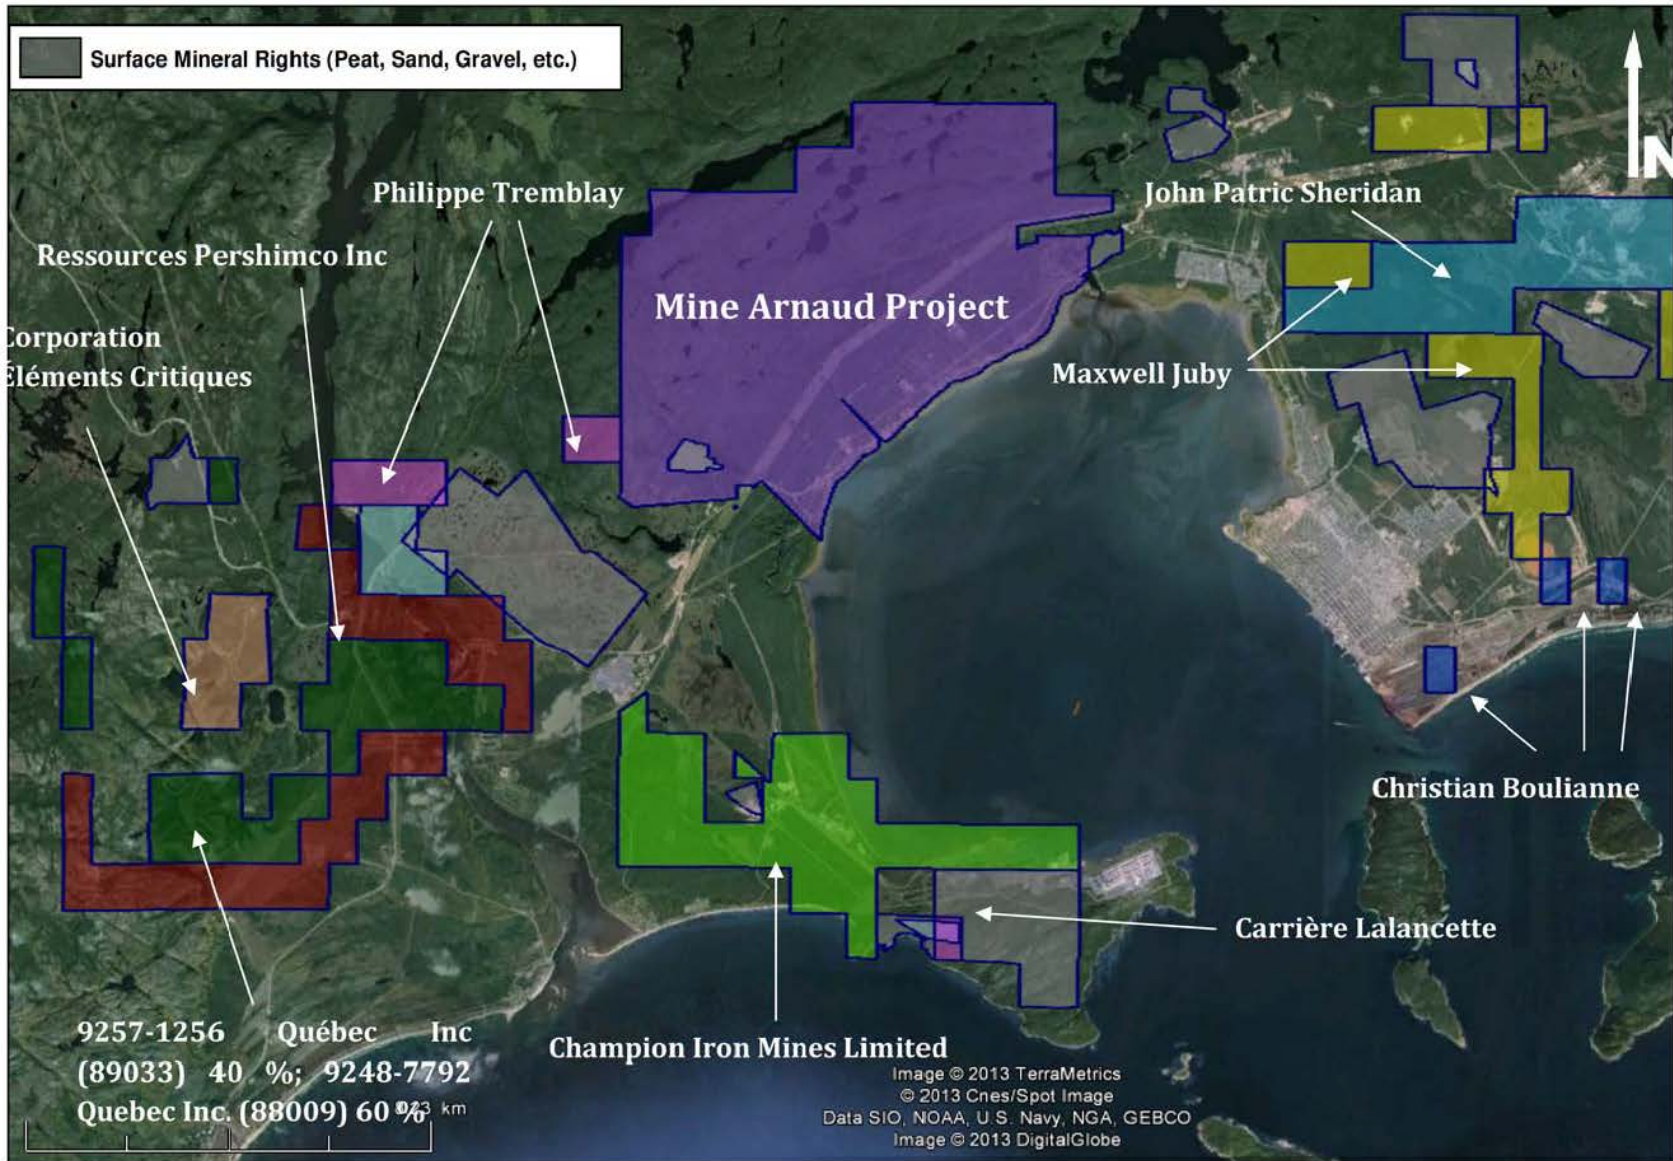 Surface Mineral Rights (Peat, Sand, Gravel, etc.)
N
Philippe Tremblay
John Patric Sheridan
Ressources Pershimco Inc
Mine Arnaud Project
Corporation
Éléments Critiques
Maxwell Juby
Christian Boulianne
Carrière Lalancette
9257-1256 Québec Inc
(89033) 40 %; 9248-7792
Quebec Inc. (88009) 60 %
km
Champion Iron Mines Limited
Image © 2013 TerraMetrics
© 2013 Cnes/Spot Image
Data SIO, NOAA, U.S. Navy, NGA, GEBCO
Image © 2013 DigitalGlobe